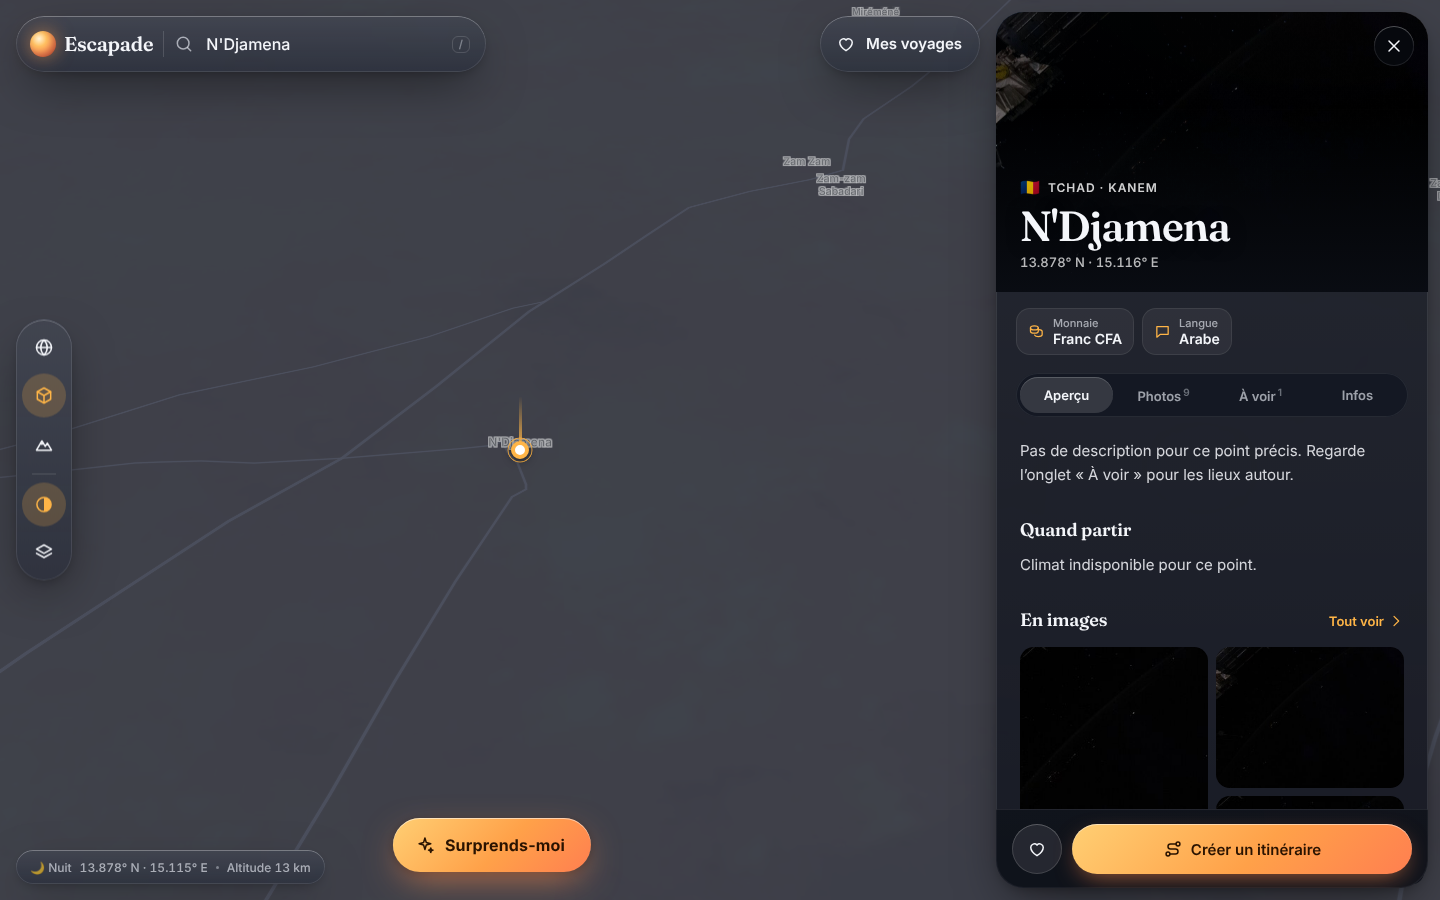 Escapade
N'Djamena
/
Mes voyages
Miréméné
Zam Zam
Zam-zam
Sabadari
N'Djamena
TCHAD · KANEM
N'Djamena
13.878° N · 15.116° E
Monnaie
Franc CFA
Langue
Arabe
Aperçu
Photos 9
À voir 1
Infos
Pas de description pour ce point précis. Regarde
l’onglet « À voir » pour les lieux autour.
Quand partir
Climat indisponible pour ce point.
En images
Tout voir
Surprends-moi
Créer un itinéraire
Nuit 13.878° N · 15.115° E • Altitude 13 km